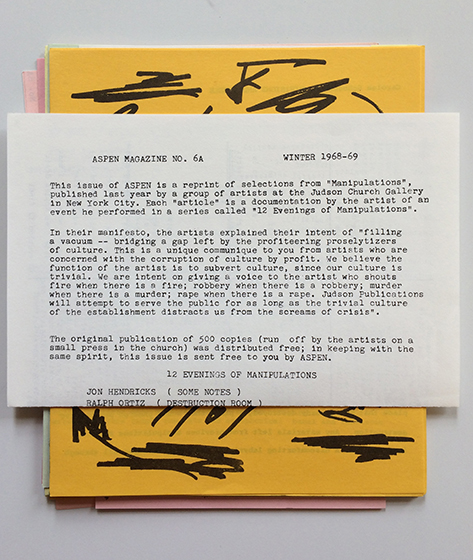 ASPEN MAGAZINE NO. 6A WINTER 1968-69
This issue of ASPEN is a reprint of selections from "Manipulations",
published last year by a group of artists at the Judson Church Gallery
in New York City. Each "article" is a documentation by the artist of an
event he performed in a series called "12 Evenings of Manipulations".
In their manifesto, the artists explained their intent of "filling
a vacuum -- bridging a gap left by the profiteering proselytizers
of culture. This is a unique communique to you from artists who are
concerned with the corruption of culture by profit. We believe the
function of the artist is to subvert culture, since our culture is
trivial. We are intent on giving a voice to the artist who shouts
fire when there is a fire; robbery when there is a robbery; murder
when there is a murder; rape when there is a rape. Judson Publications
will attempt to serve the public for as long as the trivial culture
of the establishment distracts us from the screams of crisis".
The original publication of 500 copies (run off by the artists on a
small press in the church) was distributed free; in keeping with the
same spirit, this issue is sent free to you by ASPEN.
12 EVENINGS OF MANIPULATIONS
JON HENDRICKS ( SOME NOTES )
RALPH ORTIZ ( DESTRUCTION ROOM )